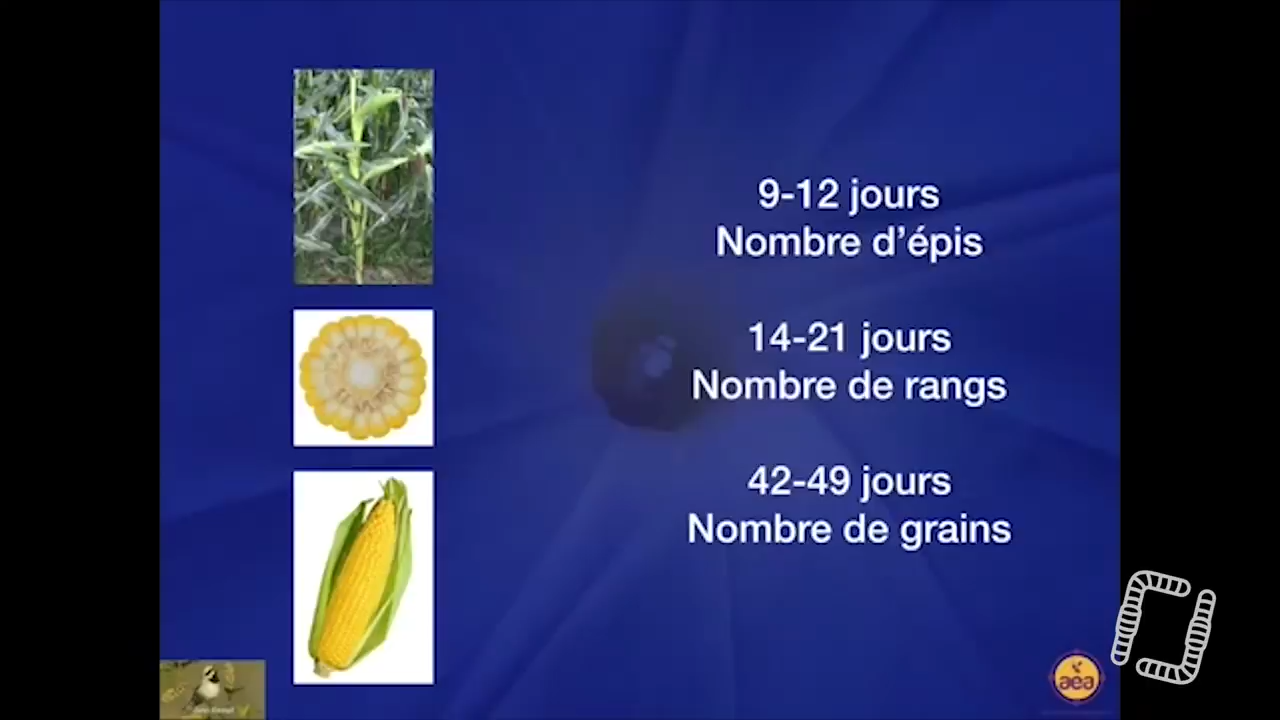 9-12 jours
Nombre d’épis
14-21 jours
Nombre de rangs
42-49 jours
Nombre de grains
aea